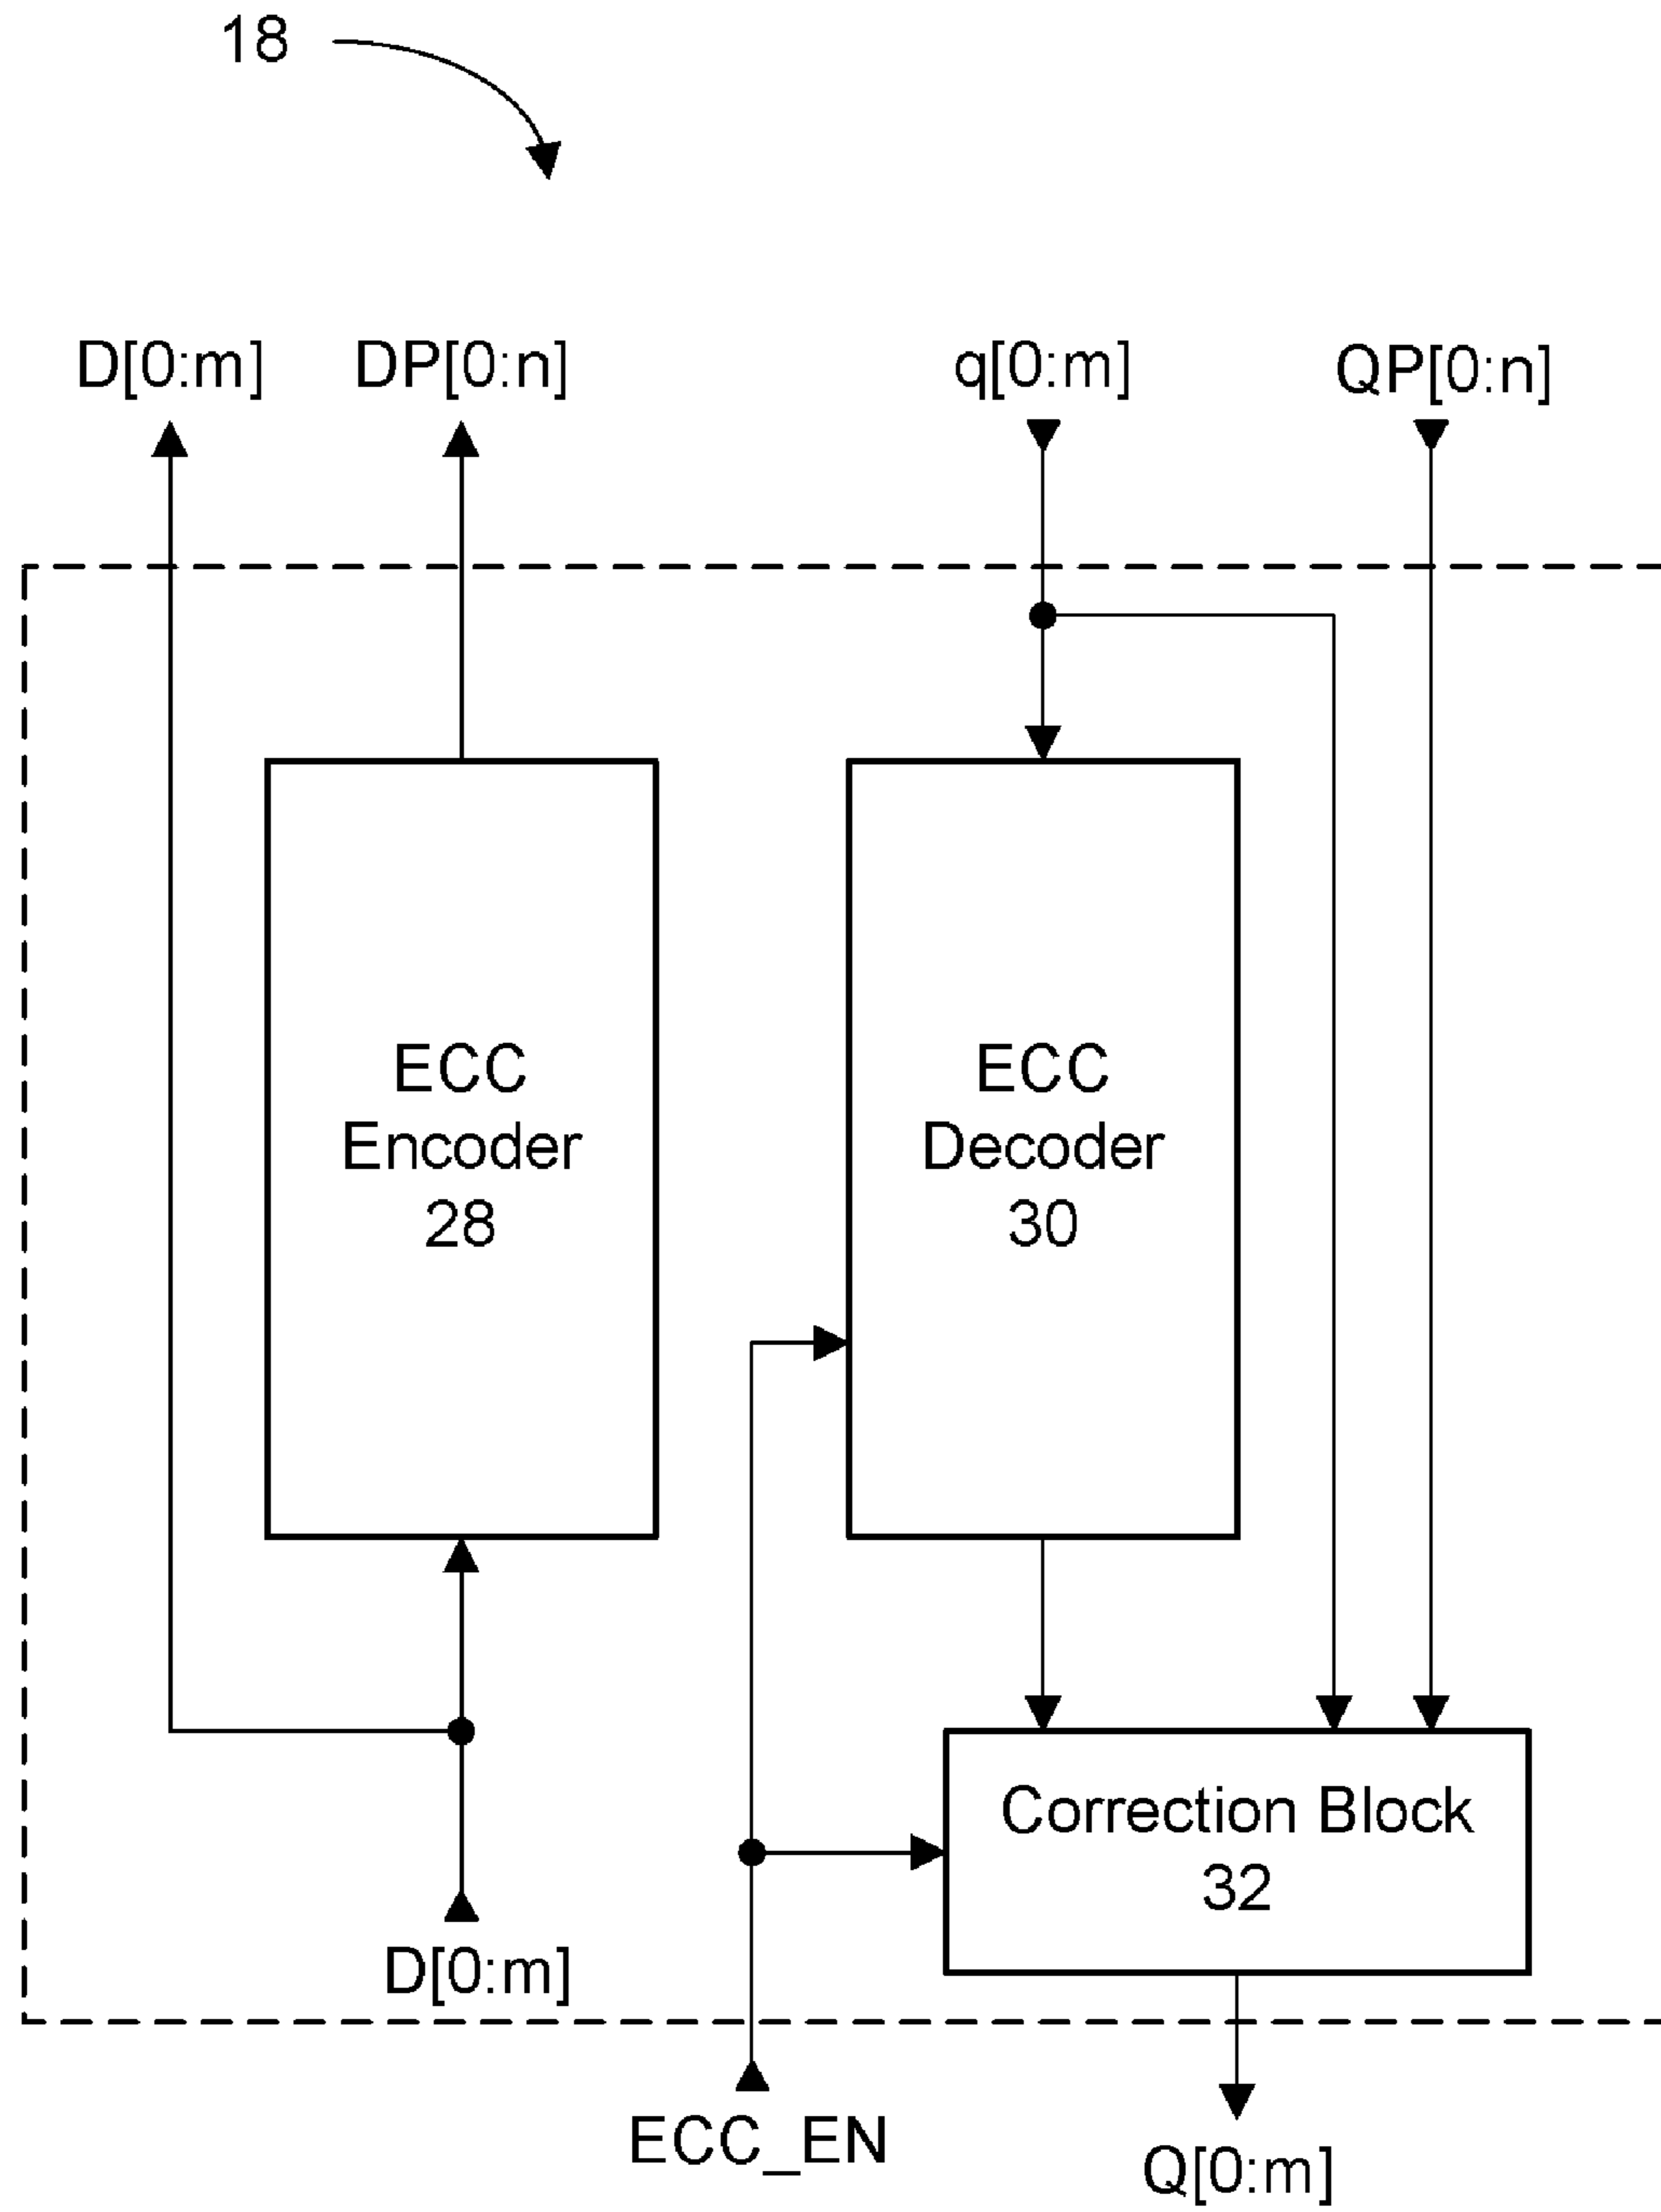 18
D[0:m]
DP[0:n]
q[0:m]
QP[0:n]
ECC
Encoder
28
ECC
Decoder
30
Correction Block
32
D[0:m]
ECC_EN
Q[0:m]